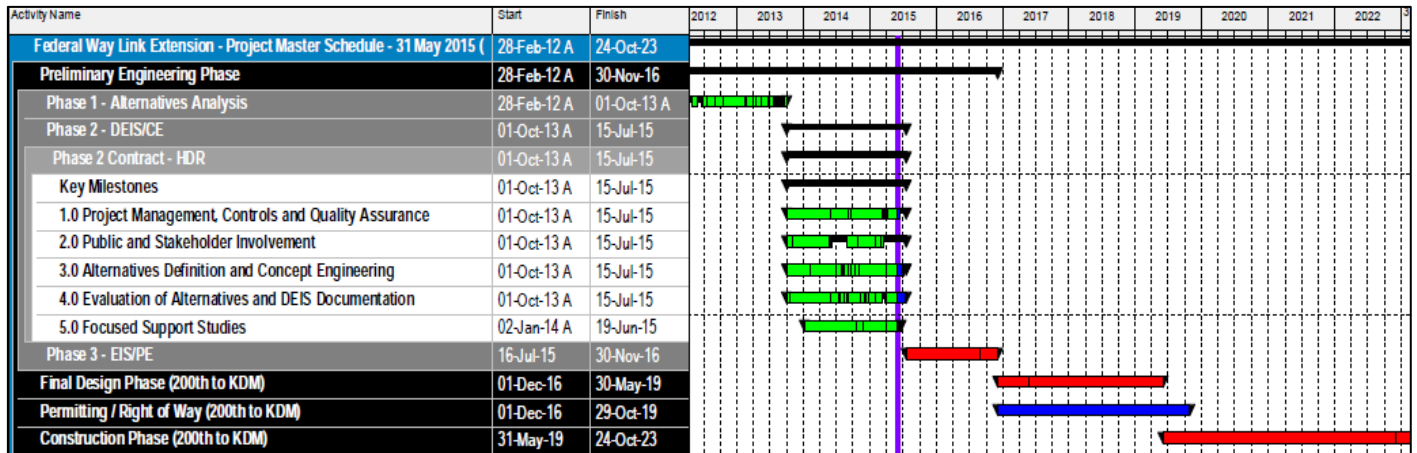 Activity Name Start Finish 2012 2013 2014 2015 2016 2017 2018 2019 2020 2021 2022 3
Federal Way Link Extension - Project Master Schedule - 31 May 2015 ( 28-Feb-12 A 24-Oct-23
Preliminary Engineering Phase 28-Feb-12 A 30-Nov-16
Phase 1 - Alternatives Analysis 28-Feb-12 A 01-Oct-13 A
Phase 2 - DEIS/CE 01-Oct-13 A 15-Jul-15
Phase 2 Contract - HDR 01-Oct-13 A 15-Jul-15
Key Milestones 01-Oct-13 A 15-Jul-15
1.0 Project Management, Controls and Quality Assurance 01-Oct-13 A 15-Jul-15
2.0 Public and Stakeholder Involvement 01-Oct-13 A 15-Jul-15
3.0 Alternatives Definition and Concept Engineering 01-Oct-13 A 15-Jul-15
4.0 Evaluation of Alternatives and DEIS Documentation 01-Oct-13 A 15-Jul-15
5.0 Focused Support Studies 02-Jan-14 A 19-Jun-15
Phase 3 - EIS/PE 16-Jul-15 30-Nov-16
Final Design Phase (200th to KDM) 01-Dec-16 30-May-19
Permitting / Right of Way (200th to KDM) 01-Dec-16 29-Oct-19
Construction Phase (200th to KDM) 31-May-19 24-Oct-23